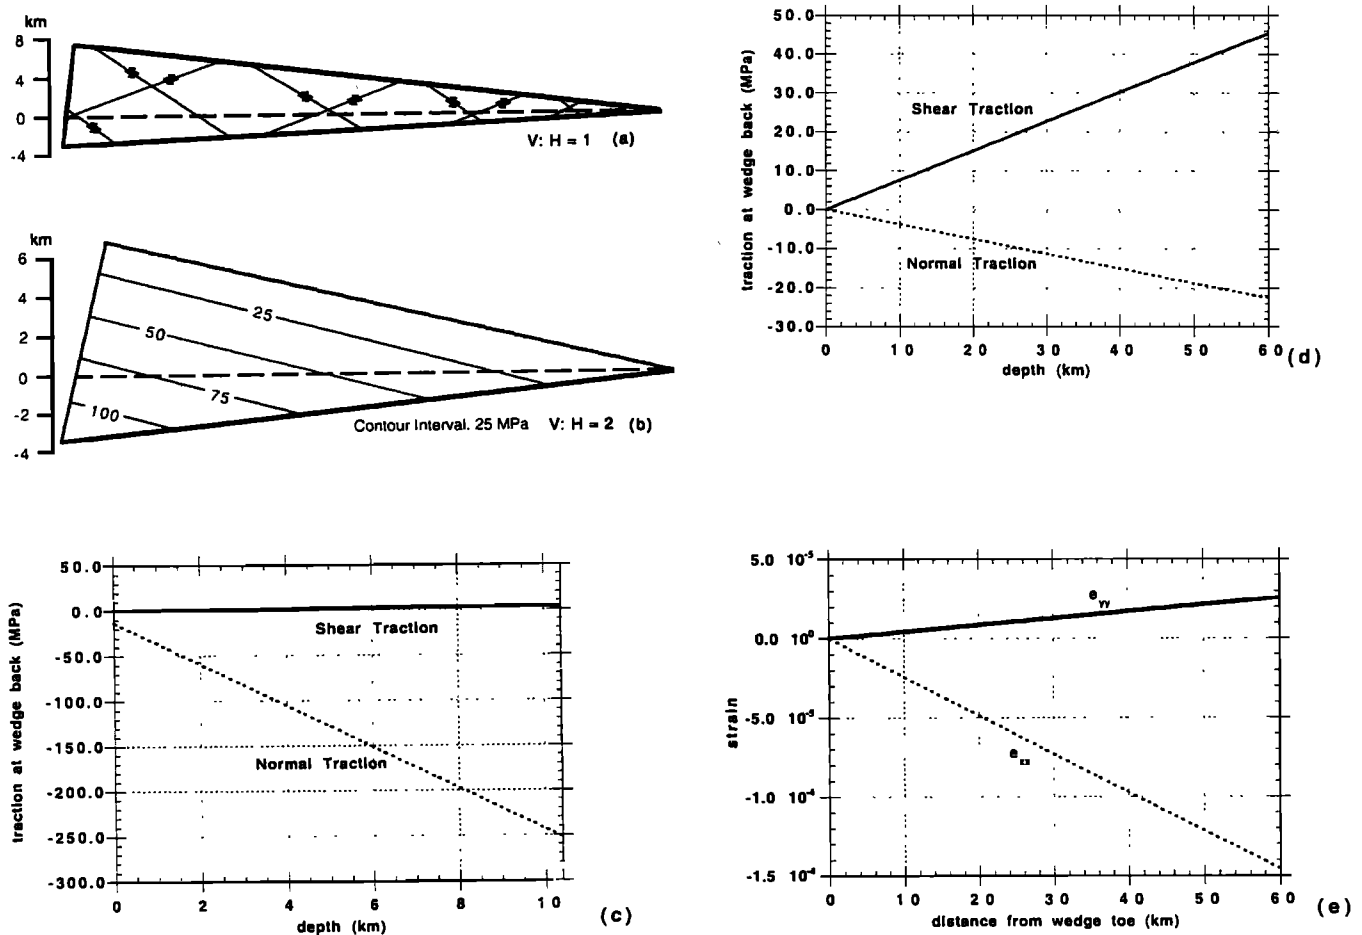 km
8
4
0
-4
V: H = 1 (a)
km
6
4
2
0
-2
-4
25
50
75
100
Contour Interval. 25 MPa V: H = 2 (b)
traction at wedge back (MPa)
50.0
0.0
-50.0
-100.0
-150.0
-200.0
-250.0
-300.0
Shear Traction
Normal Traction
0 2 4 6 8 10
depth (km)
(c)
traction at wedge back (MPa)
50.0
40.0
30.0
20.0
10.0
0.0
-10.0
-20.0
-30.0
Shear Traction
Normal Traction
0 10 20 30 40 50 60
depth (km)
(d)
strain
5.0 10⁻⁵
0.0 10⁰
-5.0 10⁻⁵
-1.0 10⁻⁴
-1.5 10⁻⁴
e yy
e xx
0 10 20 30 40 50 60
distance from wedge toe (km)
(e)